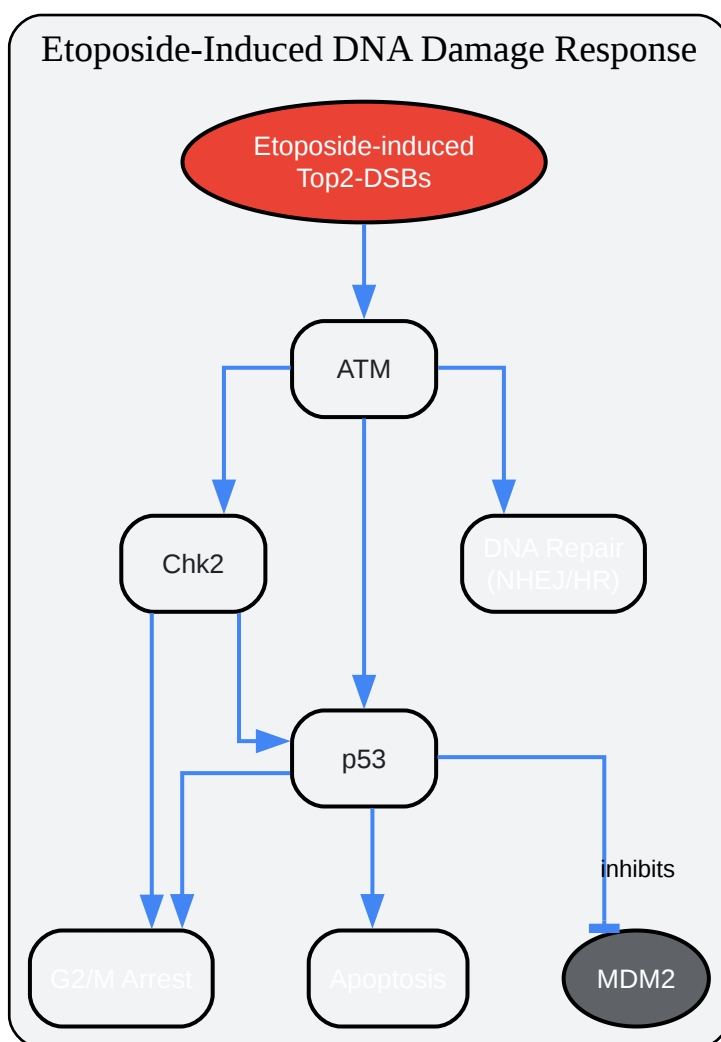 Etoposide-Induced DNA Damage Response
Etoposide-induced
Top2-DSBs
ATM
Chk2
DNA Repair
(NHEJ/HR)
p53
inhibits
G2/M Arrest
Apoptosis
MDM2